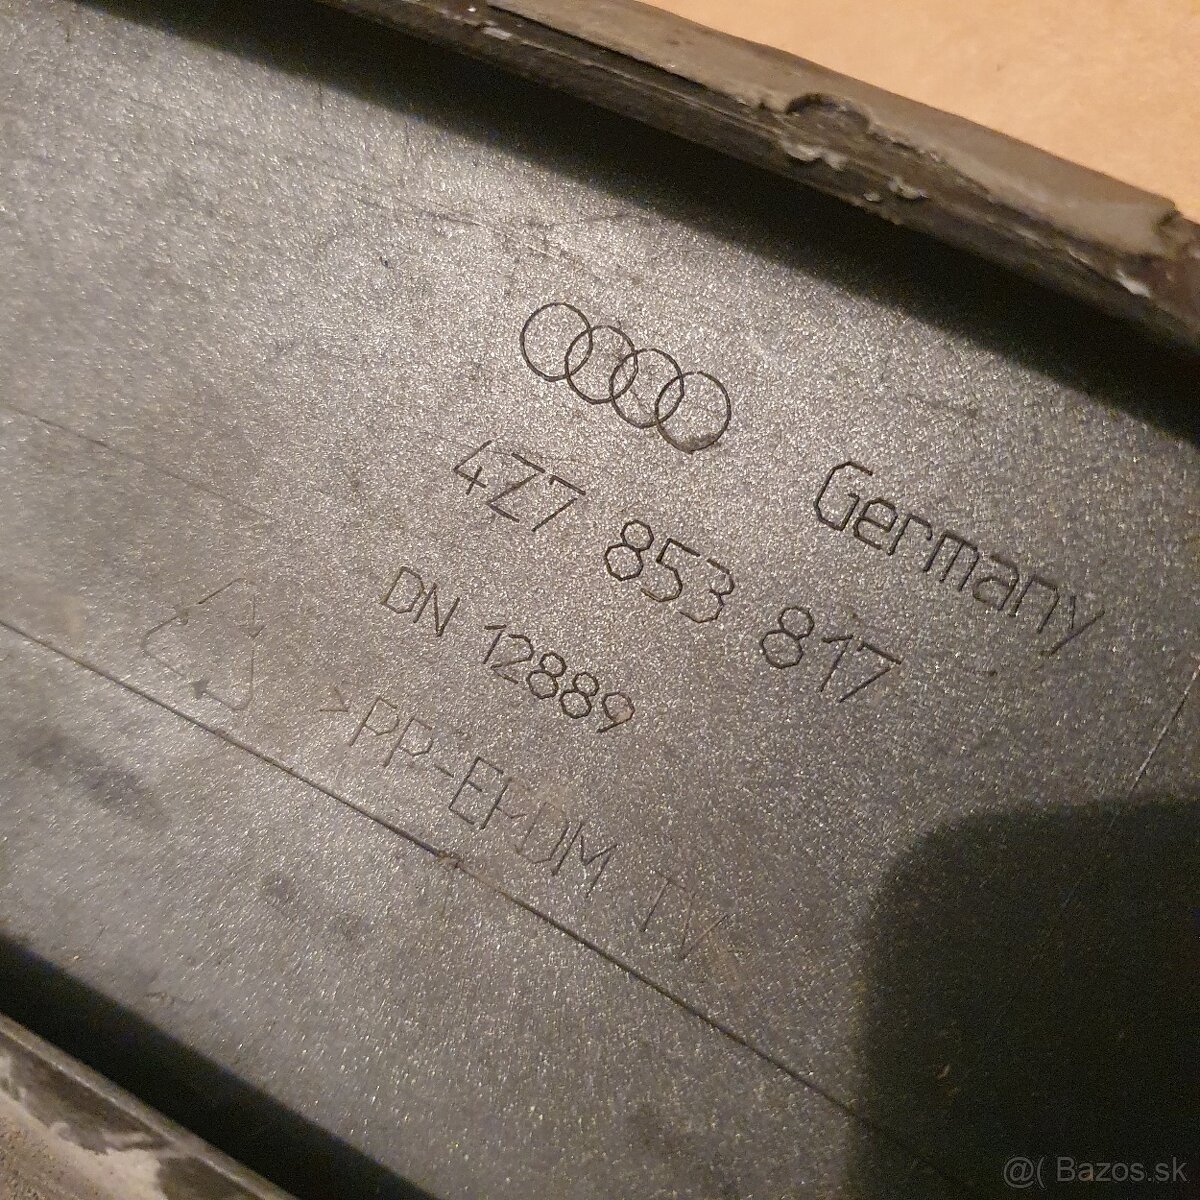 Germany
4Z7 853 817
DN 12889
>PP-EPDM TV
@( Bazos.sk